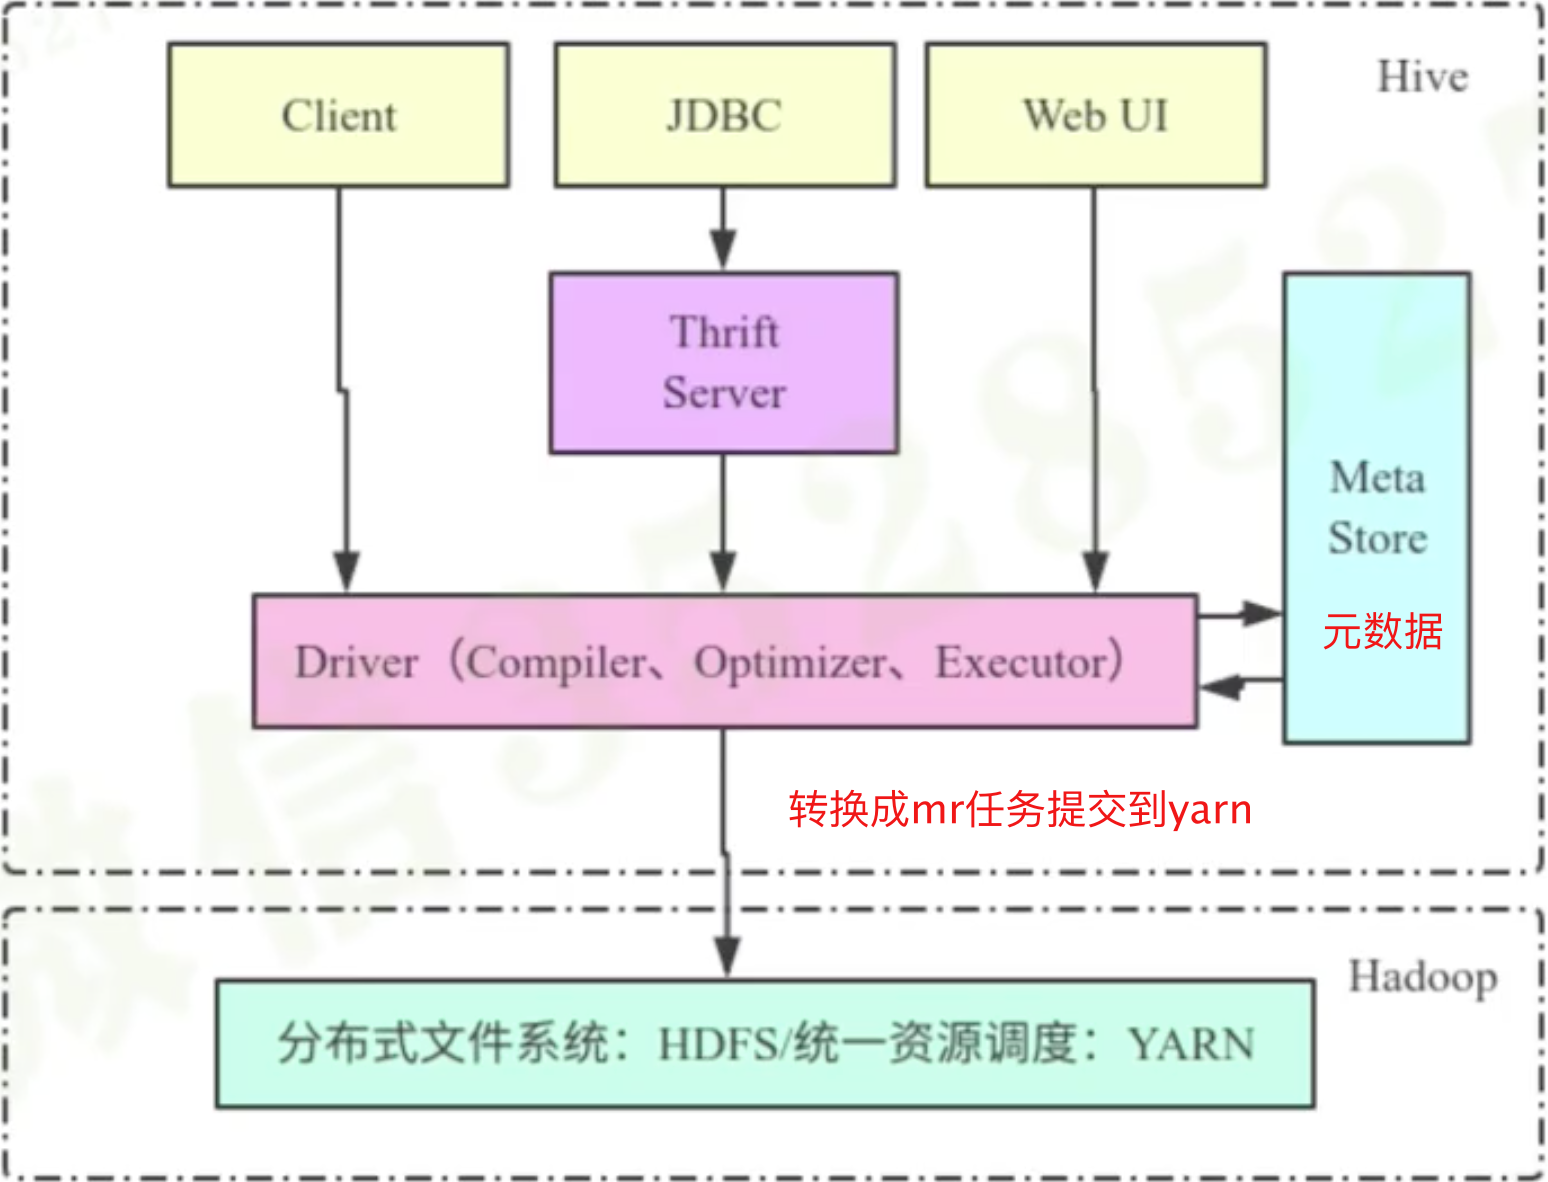 Hive
Client
JDBC
Web UI
Thrift
Server
Meta
Store
元数据
Driver（Compiler、Optimizer、Executor）
转换成mr任务提交到yarn
Hadoop
分布式文件系统：HDFS/统一资源调度：YARN